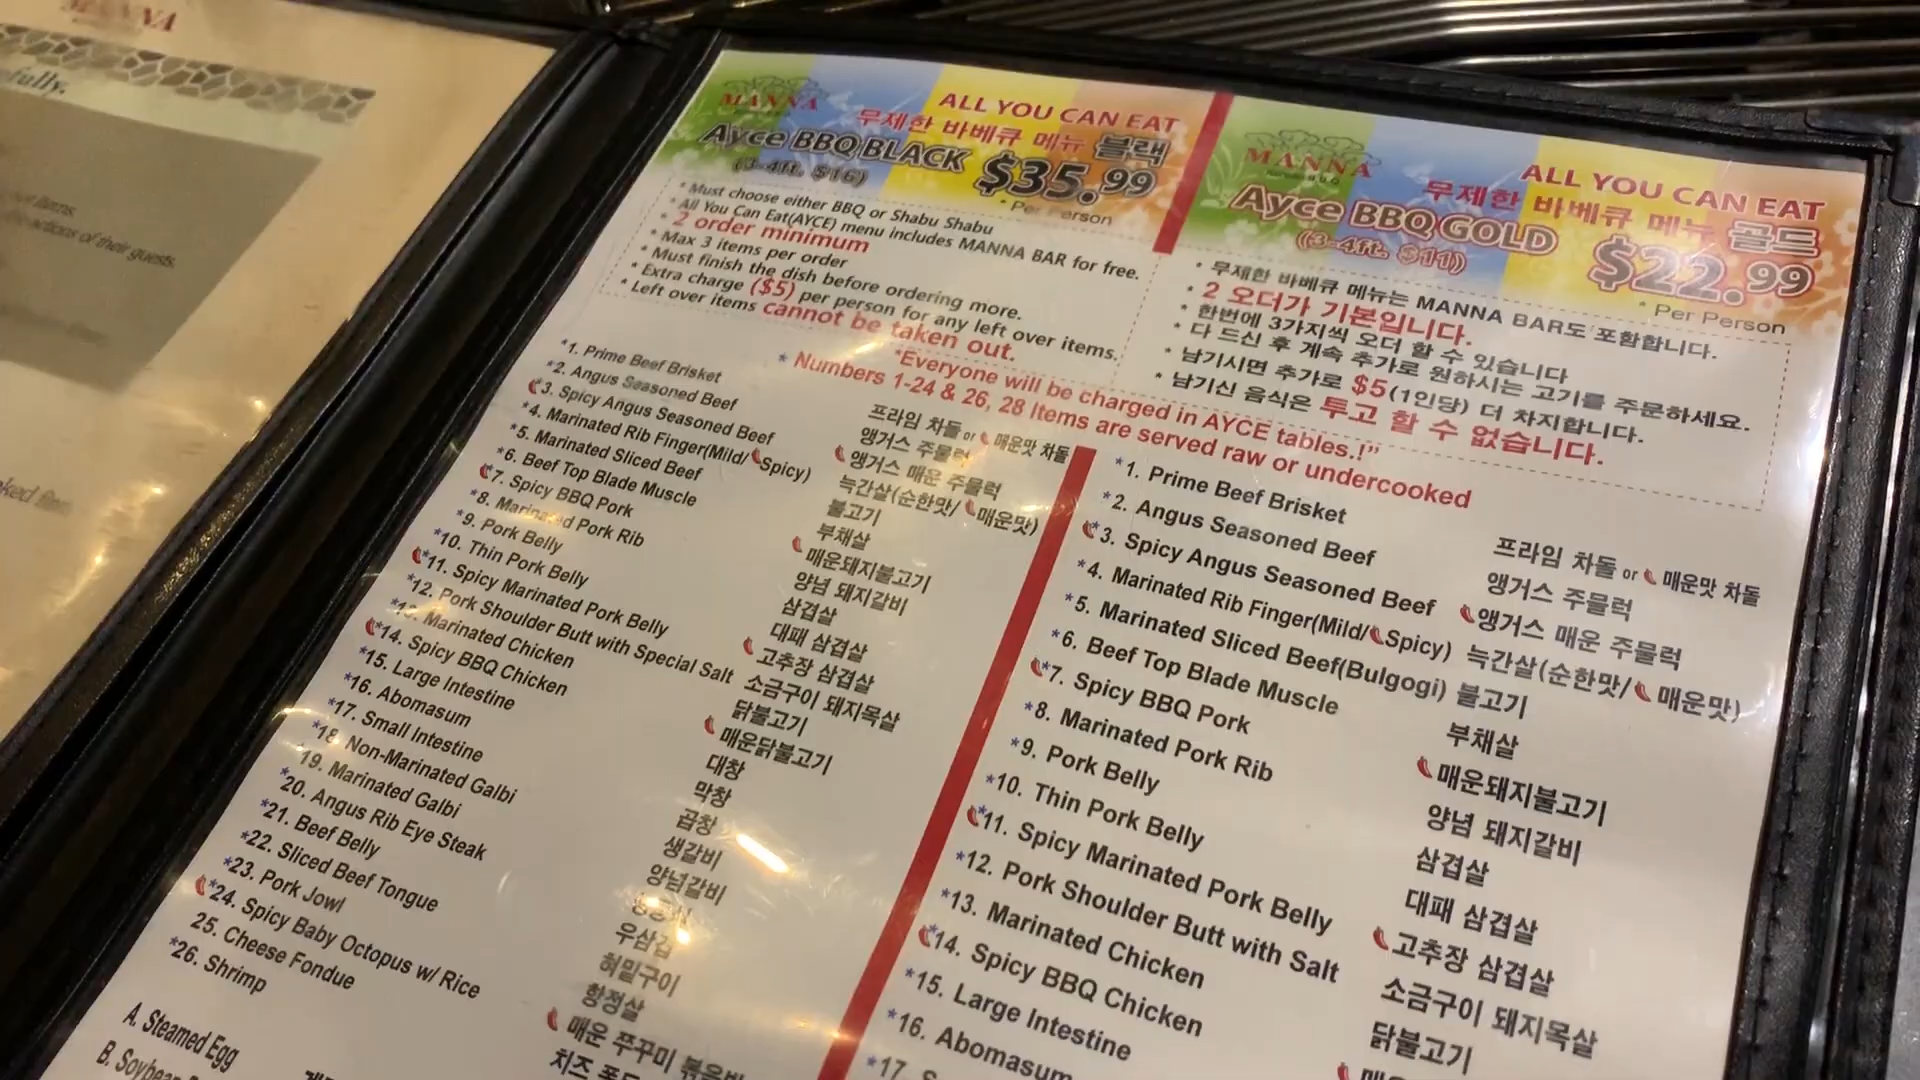 MANNA
efully.
actions of their guests.
MANNA
ALL YOU CAN EAT
무제한 바베큐 메뉴 블랙
Ayce BBQ BLACK $35.99
(3-4ft. $16)
* Per Person
* Must choose either BBQ or Shabu Shabu
* All You Can Eat(AYCE) menu includes MANNA BAR for free.
* 2 order minimum
* Max 3 items per order
* Must finish the dish before ordering more.
* Extra charge ($5) per person for any left over items.
* Left over items cannot be taken out.
MANNA
ALL YOU CAN EAT
무제한 바베큐 메뉴 골드
Ayce BBQ GOLD $22.99
(3-4ft. $11)
* Per Person
* 무제한 바베큐 메뉴는 MANNA BAR도 포함합니다.
* 2 오더가 기본입니다.
* 한번에 3가지씩 오더 할 수 있습니다
* 다 드신 후 계속 추가로 원하시는 고기를 주문하세요.
* 남기시면 추가로 $5(1인당) 더 차지합니다.
* 남기신 음식은 투고 할 수 없습니다.
"Everyone will be charged in AYCE tables.!"
* Numbers 1-24 & 26, 28 Items are served raw or undercooked
*1. Prime Beef Brisket 프라임 차돌 or 매운맛 차돌
*2. Angus Seasoned Beef 앵거스 주물럭
*3. Spicy Angus Seasoned Beef 앵거스 매운 주물럭
*4. Marinated Rib Finger(Mild/Spicy) 늑간살(순한맛/매운맛)
*5. Marinated Sliced Beef 불고기
*6. Beef Top Blade Muscle 부채살
*7. Spicy BBQ Pork 매운돼지불고기
*8. Marinated Pork Rib 양념 돼지갈비
*9. Pork Belly 삼겹살
*10. Thin Pork Belly 대패 삼겹살
*11. Spicy Marinated Pork Belly 고추장 삼겹살
*12. Pork Shoulder Butt with Special Salt 소금구이 돼지목살
*13. Marinated Chicken 닭불고기
*14. Spicy BBQ Chicken 매운닭불고기
*15. Large Intestine 대창
*16. Abomasum 막창
*17. Small Intestine 곱창
*18. Non-Marinated Galbi 생갈비
*19. Marinated Galbi 양념갈비
*20. Angus Rib Eye Steak
*21. Beef Belly 우삼겹
*22. Sliced Beef Tongue 혀밑구이
*23. Pork Jowl 항정살
*24. Spicy Baby Octopus w/ Rice 매운 쭈꾸미 볶음밥
25. Cheese Fondue 치즈
*26. Shrimp
A. Steamed Egg
B. Soybean
*1. Prime Beef Brisket 프라임 차돌 or 매운맛 차돌
*2. Angus Seasoned Beef 앵거스 주물럭
*3. Spicy Angus Seasoned Beef 앵거스 매운 주물럭
*4. Marinated Rib Finger(Mild/Spicy) 늑간살(순한맛/매운맛)
*5. Marinated Sliced Beef(Bulgogi) 불고기
*6. Beef Top Blade Muscle 부채살
*7. Spicy BBQ Pork 매운돼지불고기
*8. Marinated Pork Rib 양념 돼지갈비
*9. Pork Belly 삼겹살
*10. Thin Pork Belly 대패 삼겹살
*11. Spicy Marinated Pork Belly 고추장 삼겹살
*12. Pork Shoulder Butt with Salt 소금구이 돼지목살
*13. Marinated Chicken 닭불고기
*14. Spicy BBQ Chicken
*15. Large Intestine
*16. Abomasum
*17.